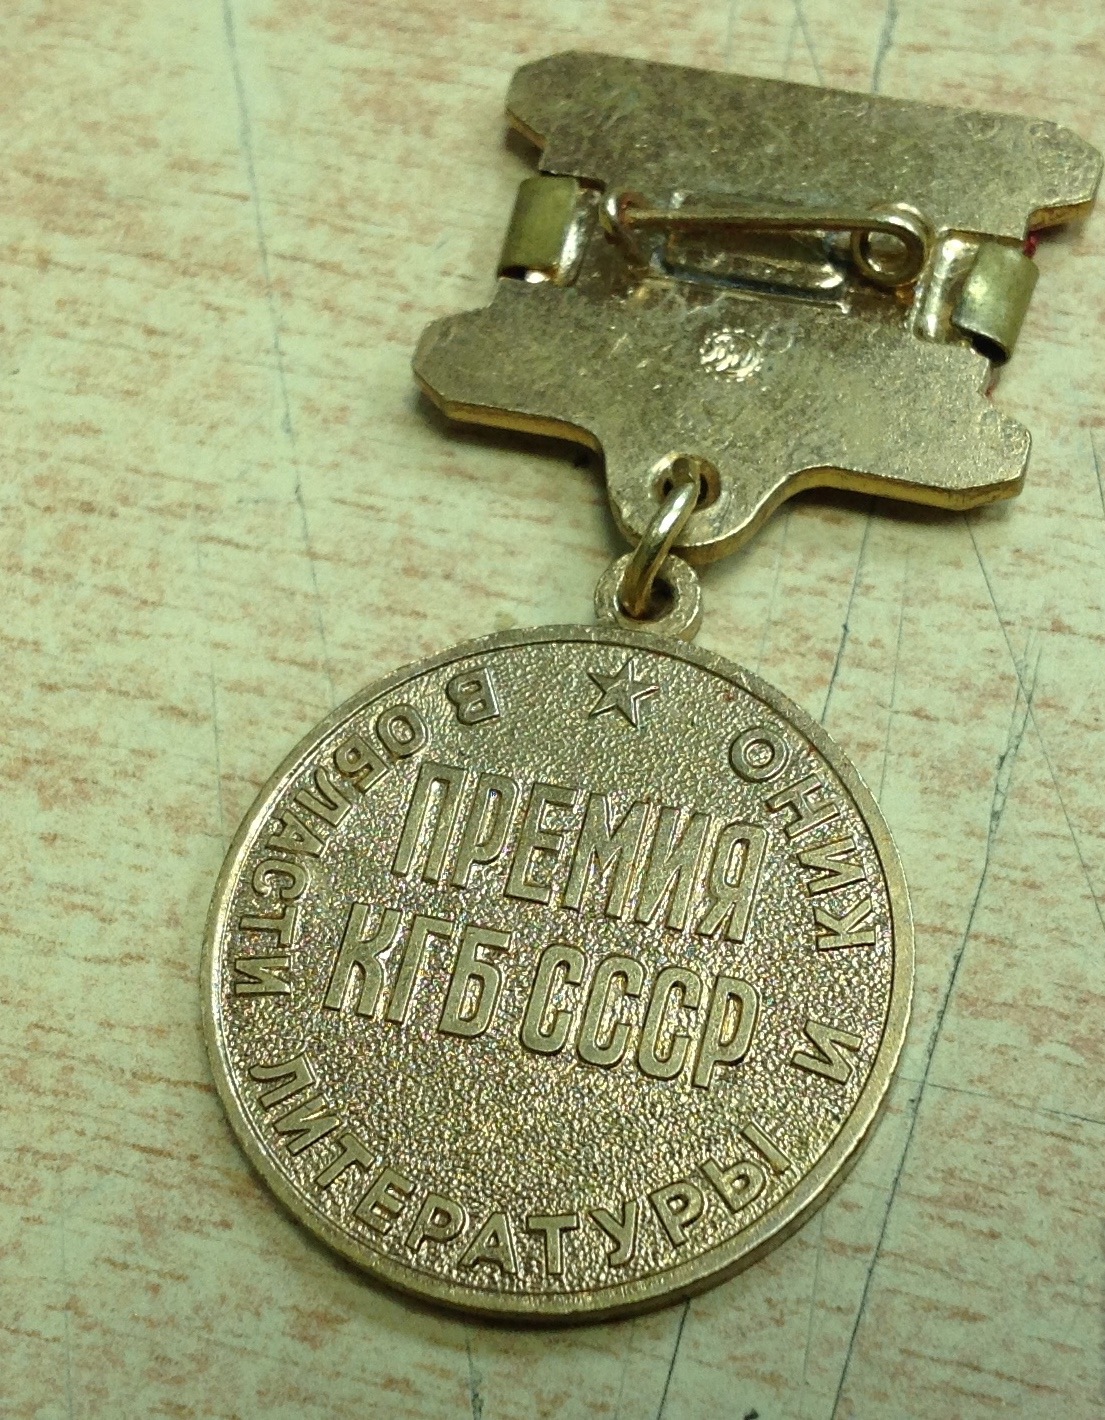 ПРЕМИЯ
КГБ СССР
В ОБЛАСТИ ЛИТЕРАТУРЫ И КИНО